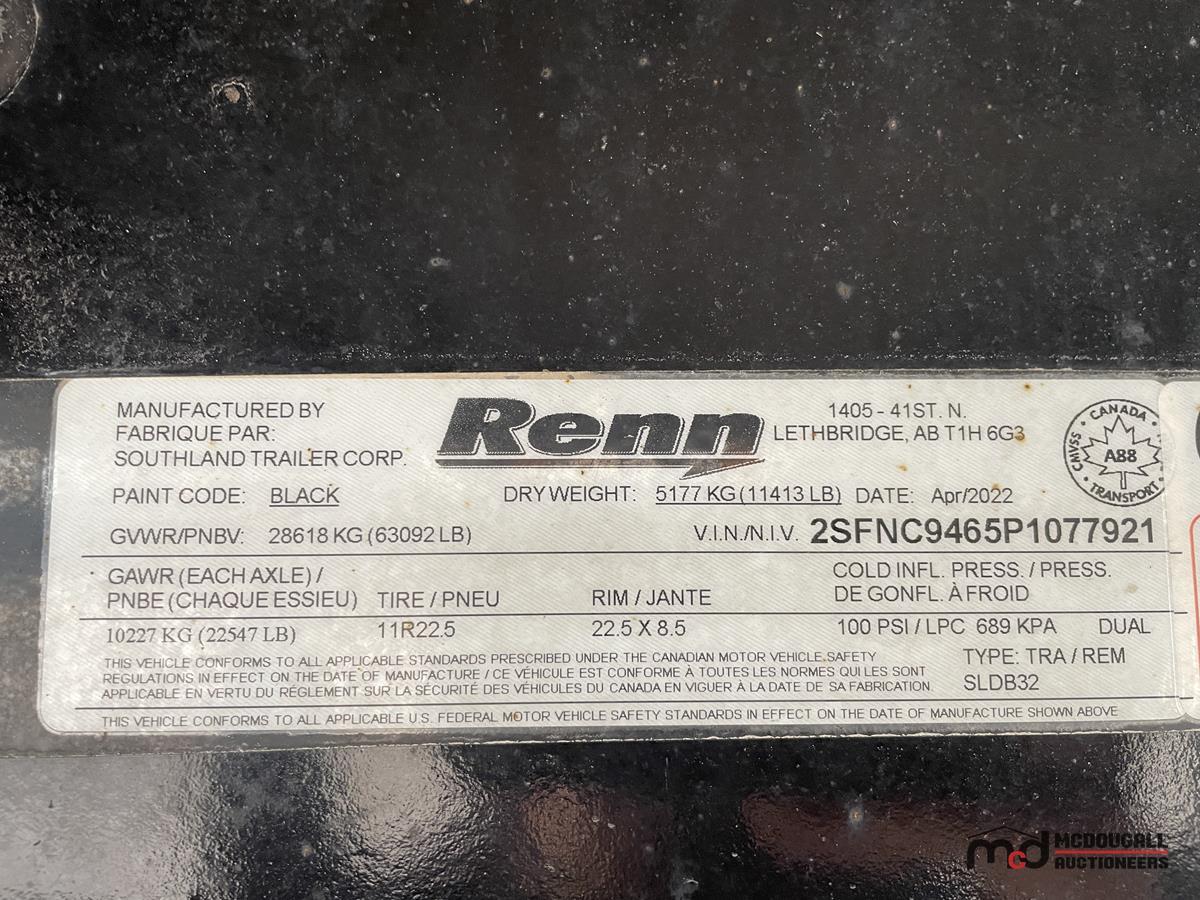 MANUFACTURED BY
FABRIQUE PAR:
SOUTHLAND TRAILER CORP.
Renn
1405 - 41ST. N.
LETHBRIDGE, AB T1H 6G3
CANADA
CMVSS
A88
TRANSPORT
PAINT CODE: BLACK
DRY WEIGHT: 5177 KG (11413 LB) DATE: Apr/2022
GVWR/PNBV: 28618 KG (63092 LB)
V.I.N./N.I.V. 2SFNC9465P1077921
GAWR (EACH AXLE) /
PNBE (CHAQUE ESSIEU) TIRE / PNEU RIM / JANTE
COLD INFL. PRESS. / PRESS.
DE GONFL. À FROID
10227 KG (22547 LB) 11R22.5 22.5 X 8.5 100 PSI / LPC 689 KPA DUAL
THIS VEHICLE CONFORMS TO ALL APPLICABLE STANDARDS PRESCRIBED UNDER THE CANADIAN MOTOR VEHICLE SAFETY
REGULATIONS IN EFFECT ON THE DATE OF MANUFACTURE / CE VÉHICULE EST CONFORME À TOUTES LES NORMES QUI LES SONT
APPLICABLE EN VERTU DU RÉGLEMENT SUR LA SÉCURITÉ DES VÉHICULES DU CANADA EN VIGUER À LA DATE DE SA FABRICATION.
TYPE: TRA / REM
SLDB32
THIS VEHICLE CONFORMS TO ALL APPLICABLE U.S. FEDERAL MOTOR VEHICLE SAFETY STANDARDS IN EFFECT ON THE DATE OF MANUFACTURE SHOWN ABOVE
mcd MCDOUGALL
AUCTIONEERS